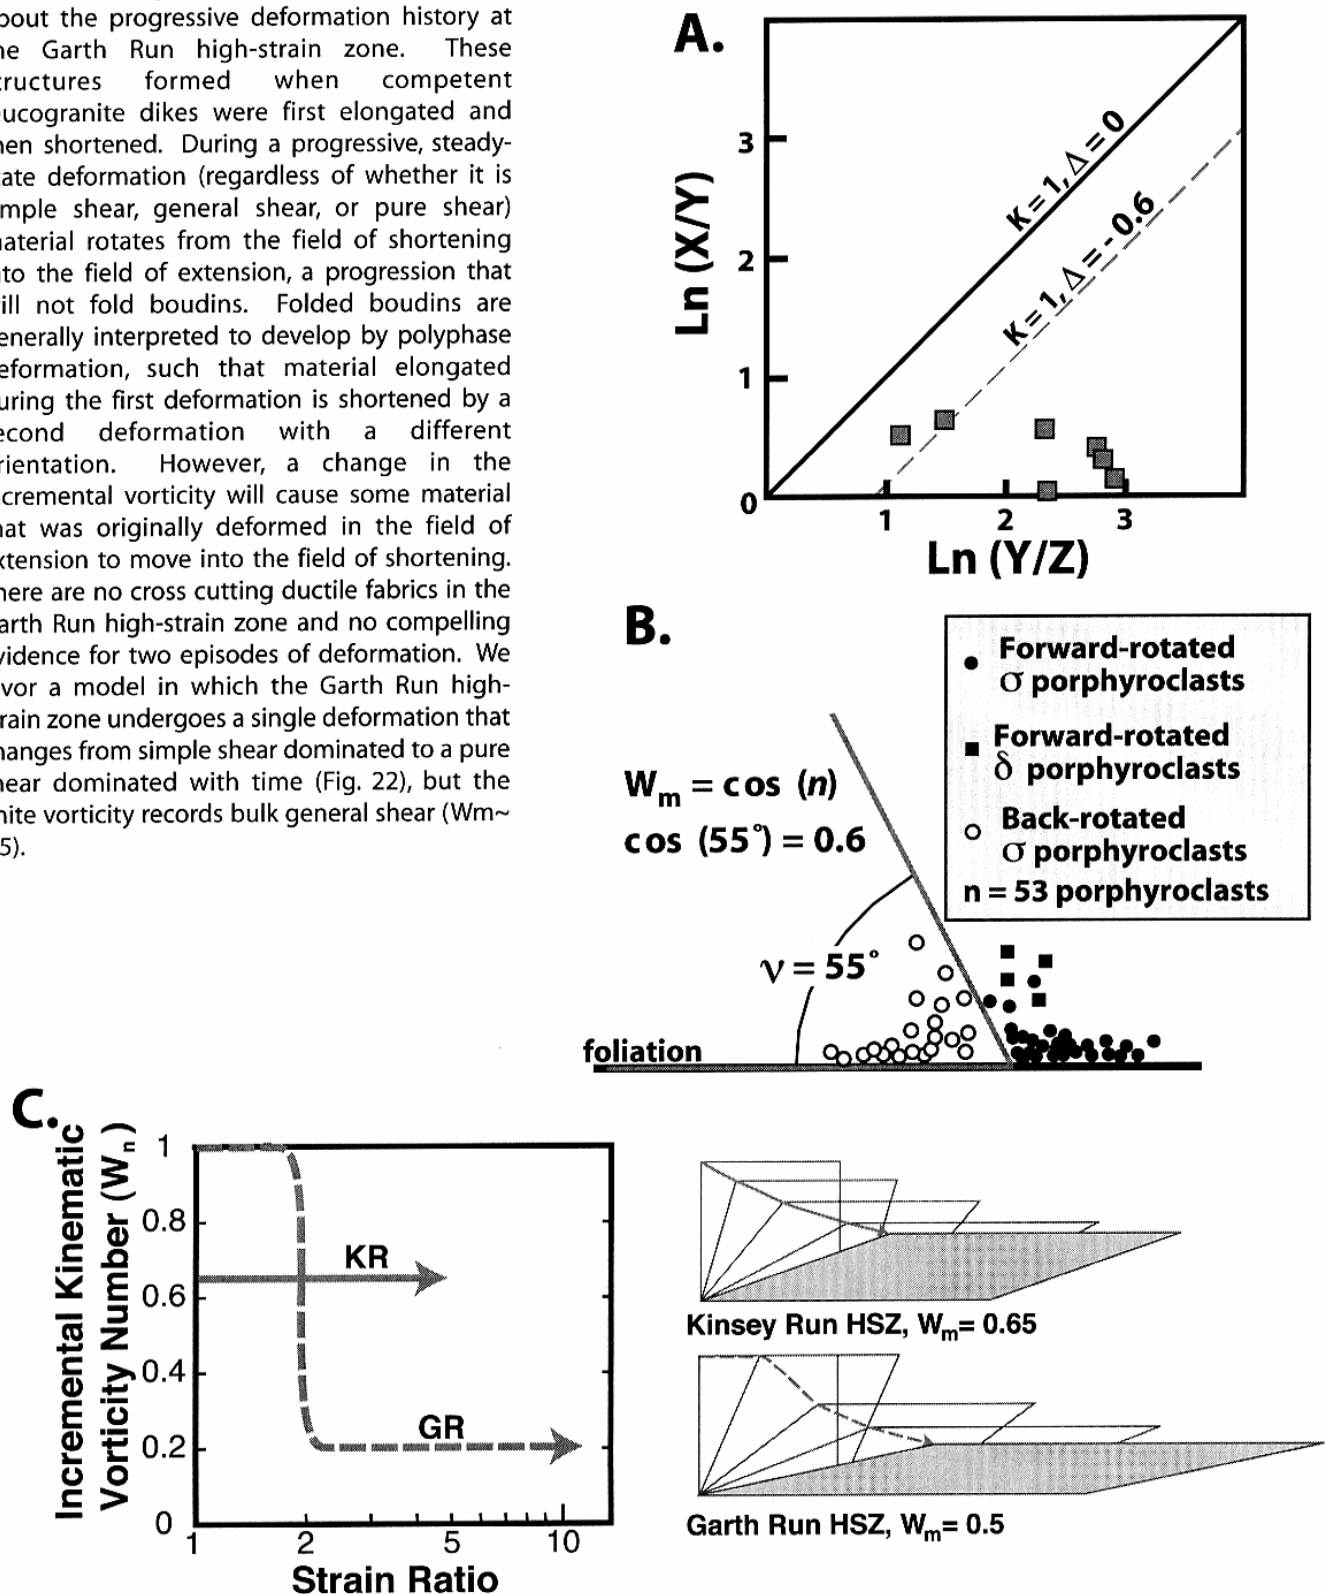 bout the progressive deformation history at
he Garth Run high-strain zone. These
tructures formed when competent
eucogranite dikes were first elongated and
hen shortened. During a progressive, steady-
tate deformation (regardless of whether it is
imple shear, general shear, or pure shear)
naterial rotates from the field of shortening
nto the field of extension, a progression that
ill not fold boudins. Folded boudins are
enerally interpreted to develop by polyphase
eformation, such that material elongated
uring the first deformation is shortened by a
econd deformation with a different
rientation. However, a change in the
ncremental vorticity will cause some material
hat was originally deformed in the field of
xtension to move into the field of shortening.
here are no cross cutting ductile fabrics in the
arth Run high-strain zone and no compelling
vidence for two episodes of deformation. We
vor a model in which the Garth Run high-
rain zone undergoes a single deformation that
hanges from simple shear dominated to a pure
hear dominated with time (Fig. 22), but the
nite vorticity records bulk general shear (Wm~
.5).
A.
Ln (X/Y)
3
2
1
0
K = 1, Δ = 0
K = 1, Δ = - 0.6
1
2
3
Ln (Y/Z)
B.
Forward-rotated
σ porphyroclasts
Forward-rotated
δ porphyroclasts
Back-rotated
σ porphyroclasts
n = 53 porphyroclasts
Wm = cos (n)
cos (55°) = 0.6
ν = 55°
foliation
C.
Incremental Kinematic
Vorticity Number (Wn)
1
0.8
0.6
0.4
0.2
0
KR
GR
1
2
5
10
Strain Ratio
Kinsey Run HSZ, Wm= 0.65
Garth Run HSZ, Wm= 0.5